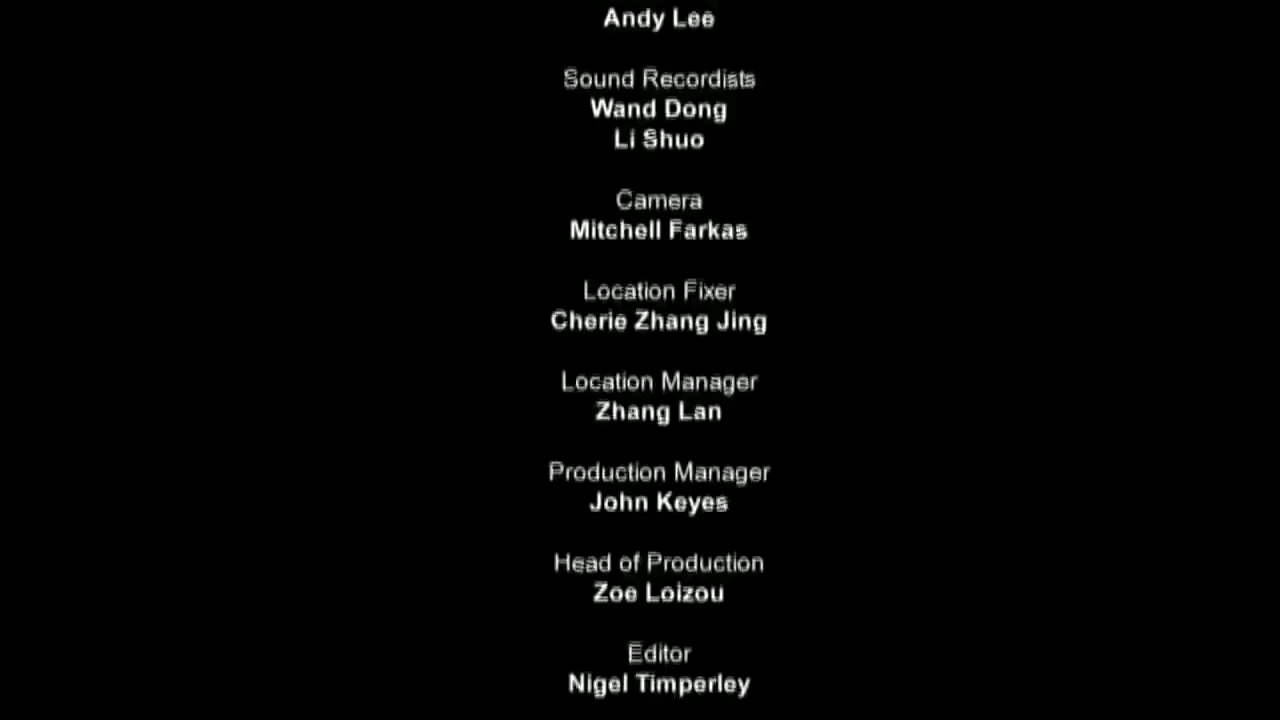 Andy Lee
Sound Recordists
Wand Dong
Li Shuo
Camera
Mitchell Farkas
Location Fixer
Cherie Zhang Jing
Location Manager
Zhang Lan
Production Manager
John Keyes
Head of Production
Zoe Loizou
Editor
Nigel Timperley